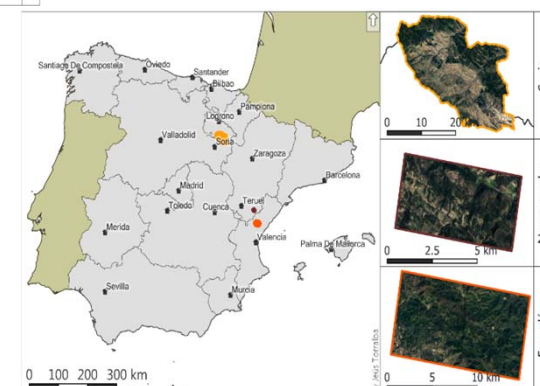 Santiago De Compostela
Oviedo
Santander
Bilbao
Pamplona
Logrono
Soria
Valladolid
Zaragoza
Barcelona
Madrid
Toledo
Cuenca
Teruel
Valencia
Palma De Mallorca
Merida
Sevilla
Murcia
0 100 200 300 km
0 10 20
0 2.5 5 km
0 5 10 km
Torralba